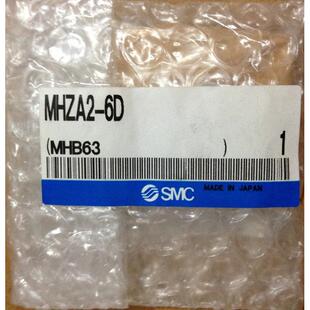 MHZA2-6D
(MHB63 ) 1
SMC MADE IN JAPAN